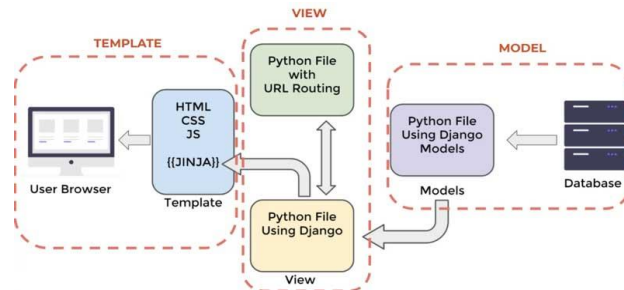 VIEW
TEMPLATE
MODEL
Python File
with
URL Routing
HTML
CSS
JS
{{JINJA}}
Python File
Using Django
Models
User Browser
Template
Models
Database
Python File
Using Django
View